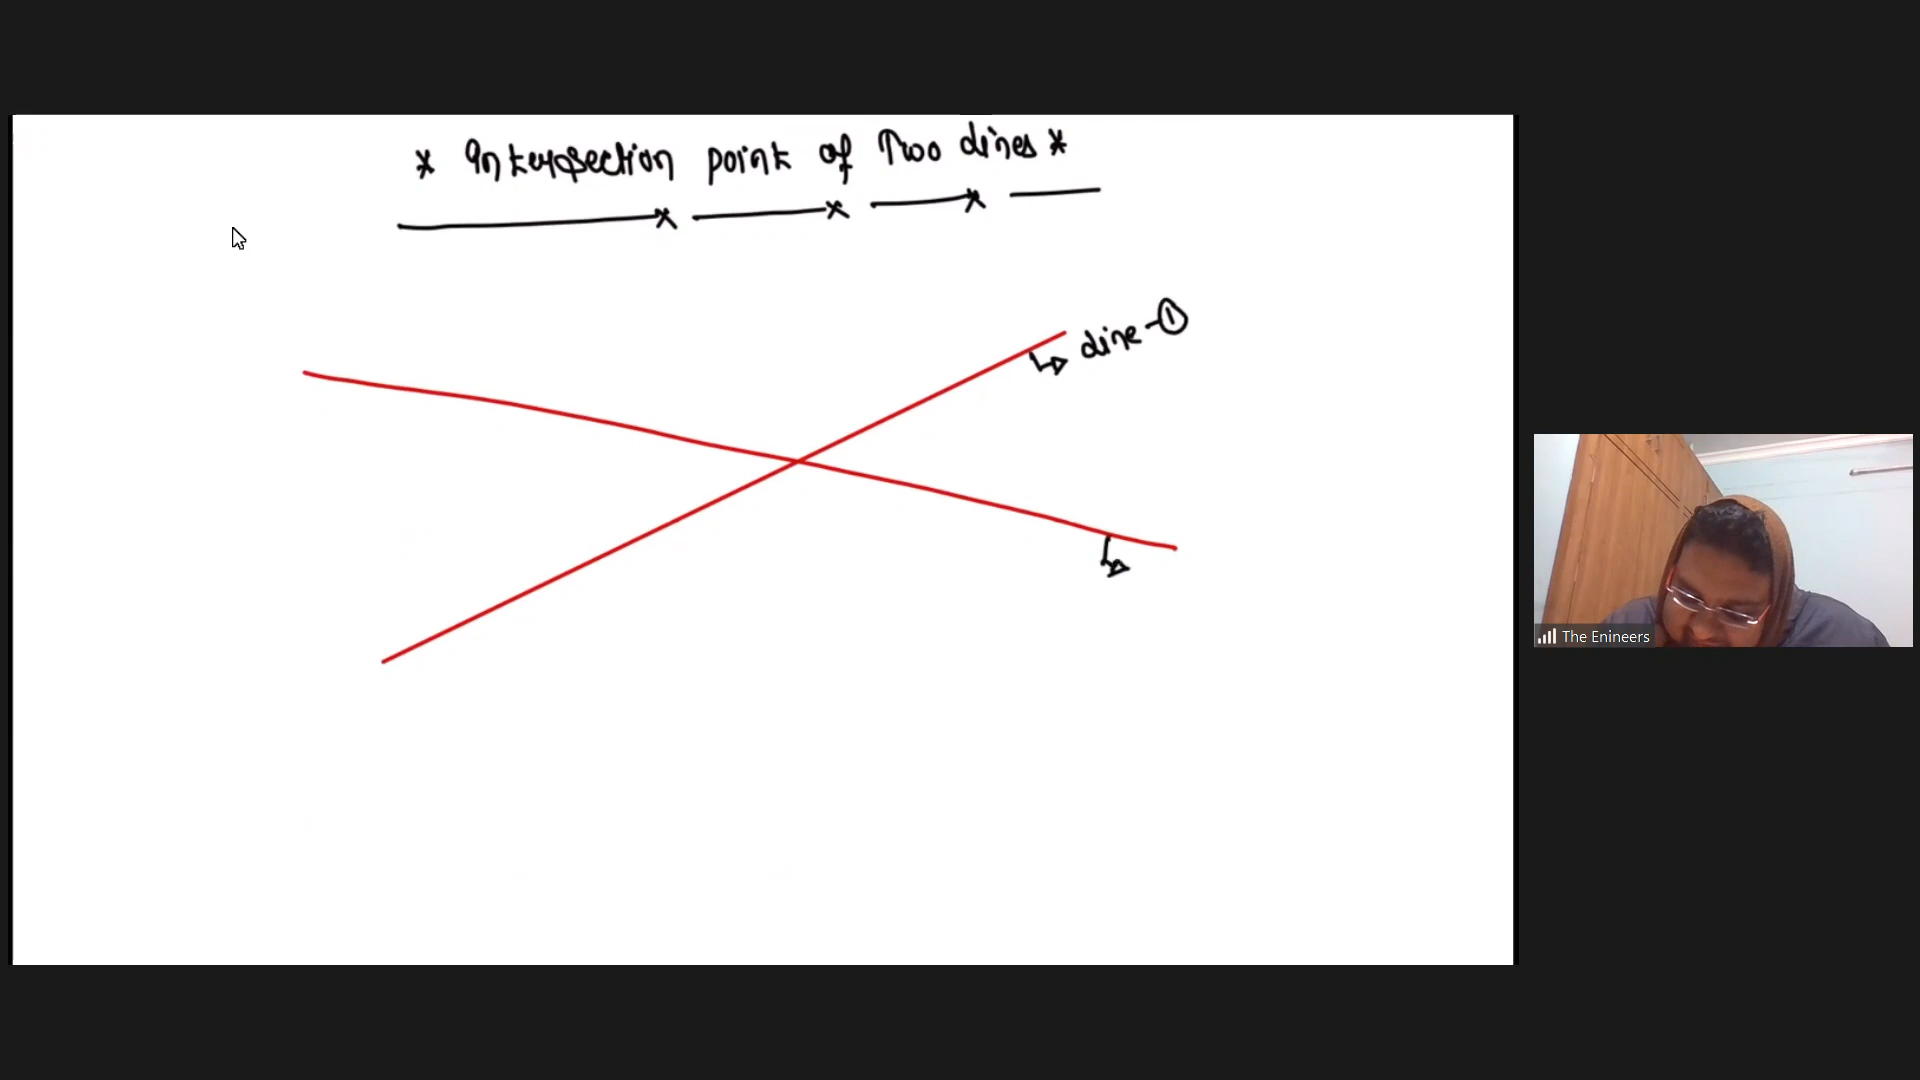 * Intersection point of Two Lines *
Line - ①
The Enineers